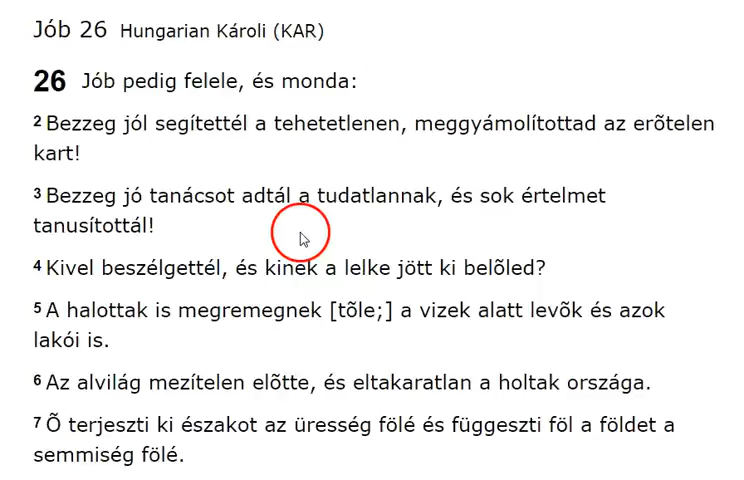 Jób 26 Hungarian Károli (KAR)
26 Jób pedig felele, és monda:
2 Bezzeg jól segítettél a tehetetlenen, meggyámolítottad az erõtelen
kart!
3 Bezzeg jó tanácsot adtál a tudatlannak, és sok értelmet
tanusítottál!
4 Kivel beszélgettél, és kinek a lelke jött ki belõled?
5 A halottak is megremegnek [tõle;] a vizek alatt levõk és azok
lakói is.
6 Az alvilág mezítelen elõtte, és eltakaratlan a holtak országa.
7 Õ terjeszti ki északot az üresség fölé és függeszti föl a földet a
semmiség fölé.